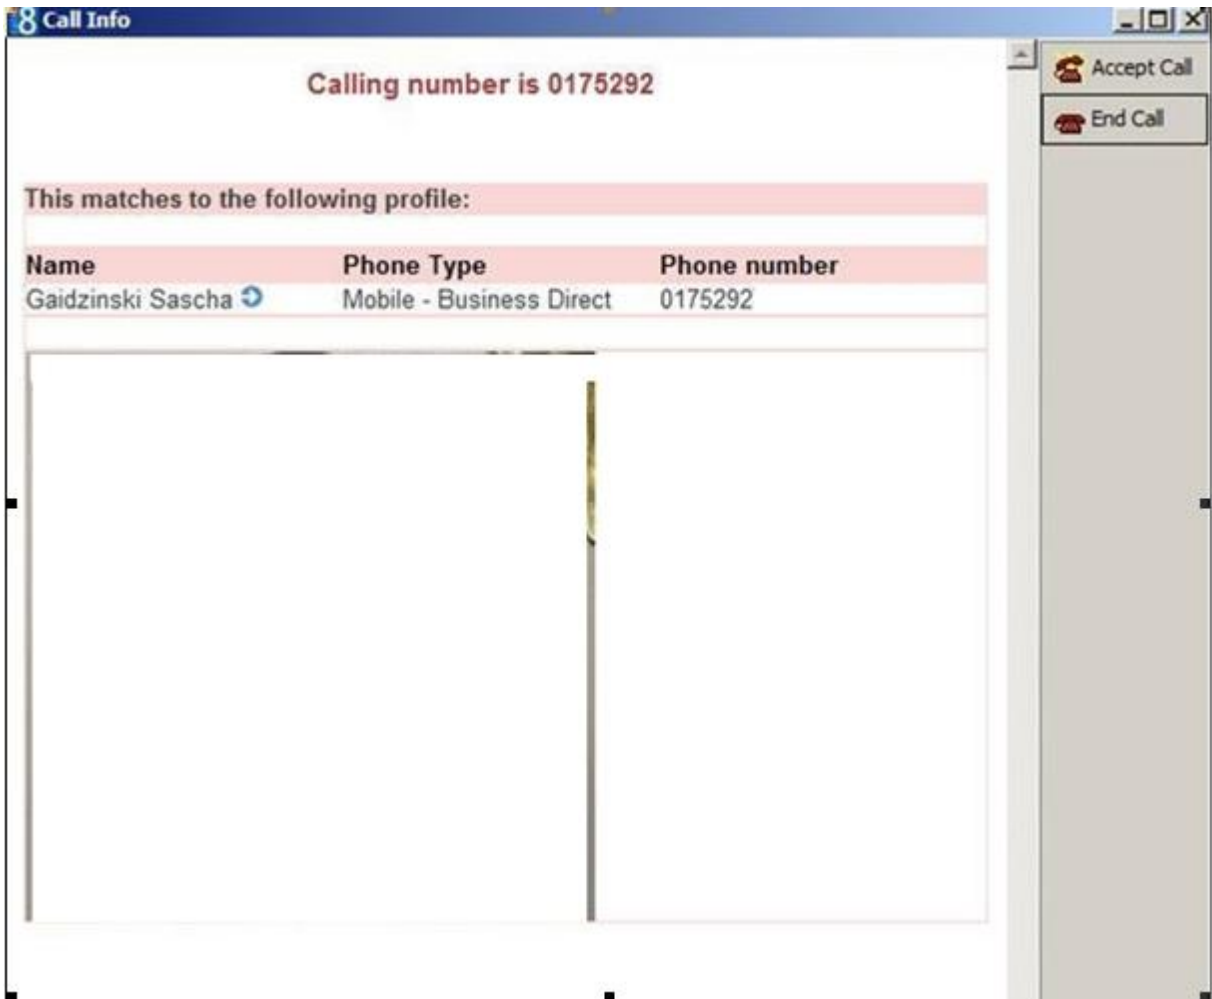 8 Call Info
Calling number is 0175292
Accept Call
End Call
This matches to the following profile:
Name Phone Type Phone number
Gaidzinski Sascha Mobile - Business Direct 0175292